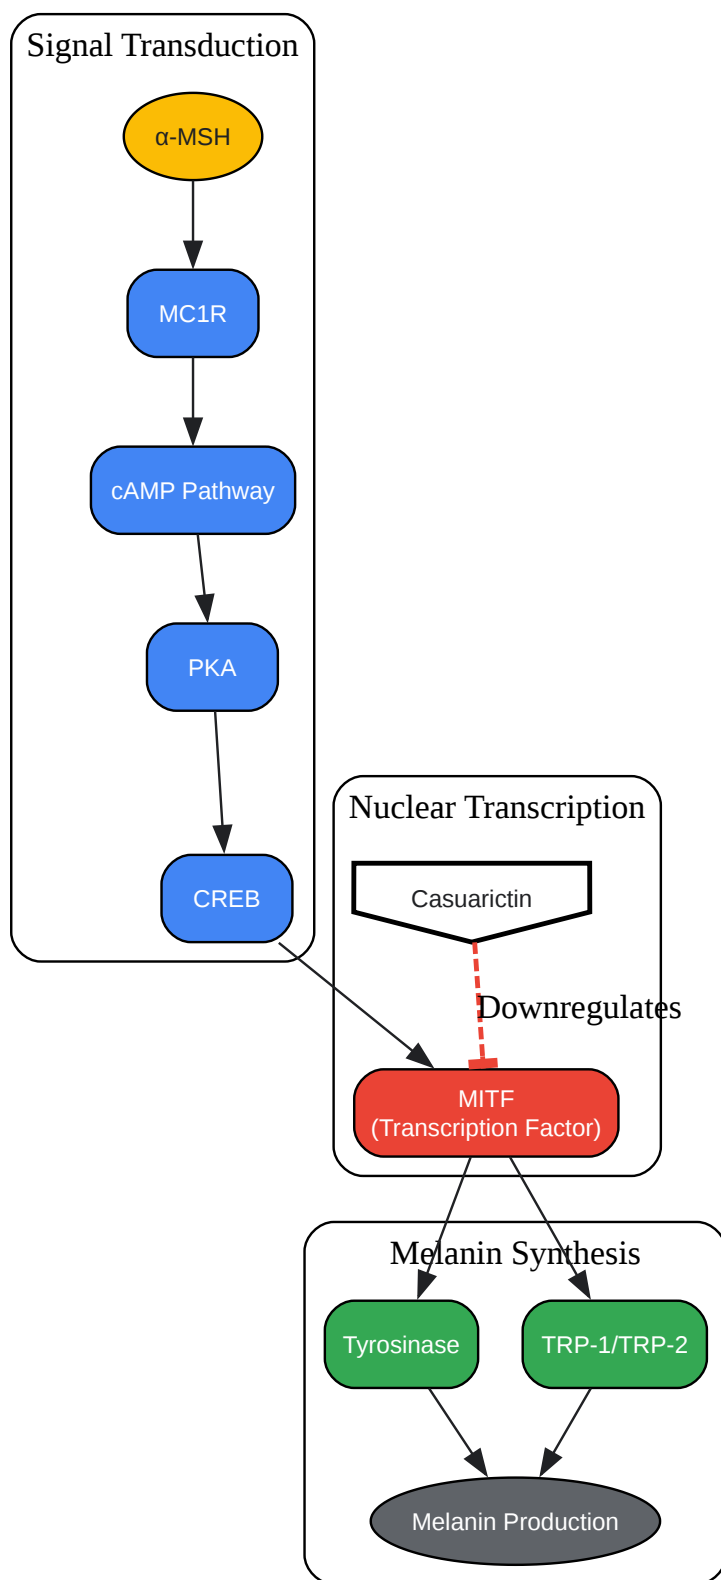 Signal Transduction
α-MSH
MC1R
cAMP Pathway
PKA
CREB
Nuclear Transcription
Casuarictin
Downregulates
MITF
(Transcription Factor)
Melanin Synthesis
Tyrosinase
TRP-1/TRP-2
Melanin Production